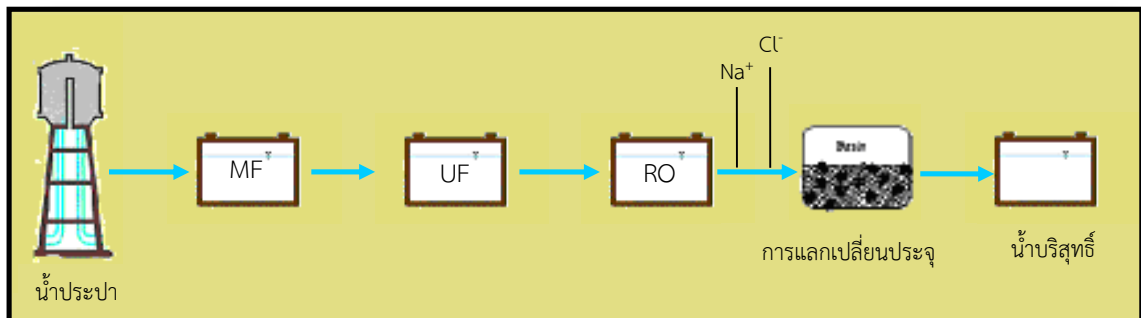 Cl⁻
Na⁺
MF
UF
RO
Resin
การแลกเปลี่ยนประจุ
น้ำบริสุทธิ์
น้ำประปา